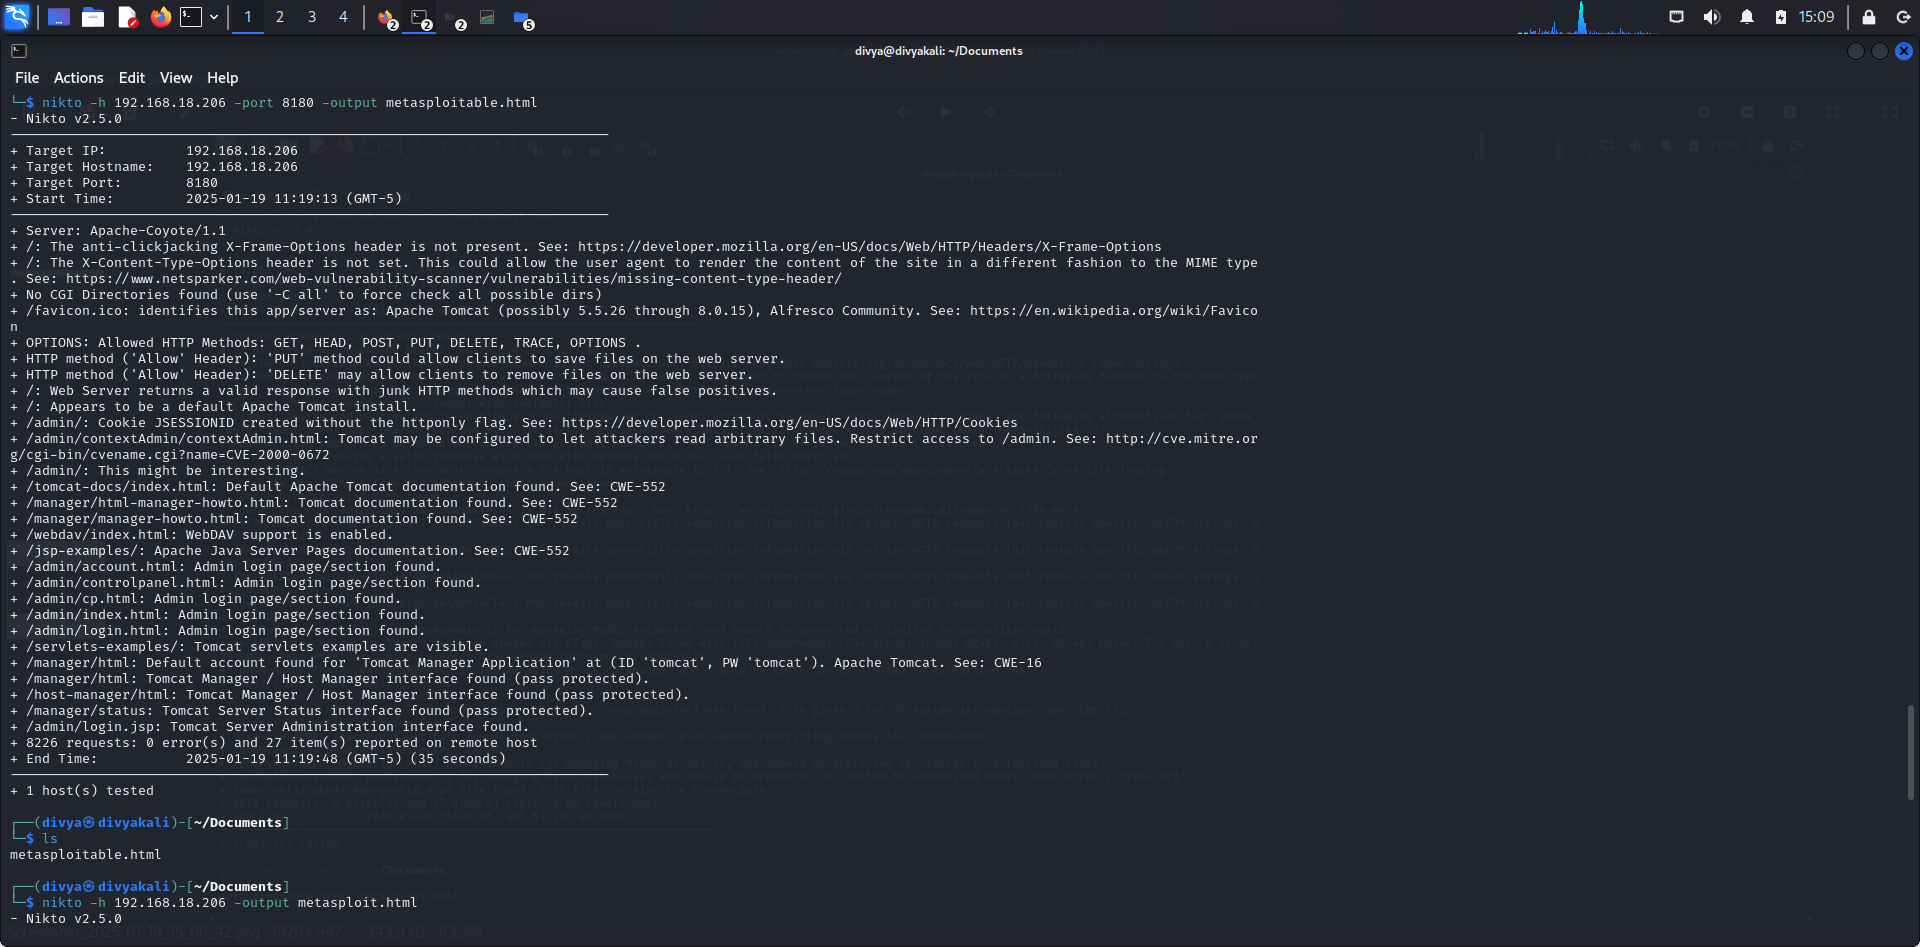 1 2 3 4 2 2 2 5 15:09
divya@divyakali: ~/Documents
File Actions Edit View Help
└─$ nikto -h 192.168.18.206 -port 8180 -output metasploitable.html
- Nikto v2.5.0
+ Target IP: 192.168.18.206
+ Target Hostname: 192.168.18.206
+ Target Port: 8180
+ Start Time: 2025-01-19 11:19:13 (GMT-5)
+ Server: Apache-Coyote/1.1
+ /: The anti-clickjacking X-Frame-Options header is not present. See: https://developer.mozilla.org/en-US/docs/Web/HTTP/Headers/X-Frame-Options
+ /: The X-Content-Type-Options header is not set. This could allow the user agent to render the content of the site in a different fashion to the MIME type
. See: https://www.netsparker.com/web-vulnerability-scanner/vulnerabilities/missing-content-type-header/
+ No CGI Directories found (use '-C all' to force check all possible dirs)
+ /favicon.ico: identifies this app/server as: Apache Tomcat (possibly 5.5.26 through 8.0.15), Alfresco Community. See: https://en.wikipedia.org/wiki/Favico
n
+ OPTIONS: Allowed HTTP Methods: GET, HEAD, POST, PUT, DELETE, TRACE, OPTIONS .
+ HTTP method ('Allow' Header): 'PUT' method could allow clients to save files on the web server.
+ HTTP method ('Allow' Header): 'DELETE' may allow clients to remove files on the web server.
+ /: Web Server returns a valid response with junk HTTP methods which may cause false positives.
+ /: Appears to be a default Apache Tomcat install.
+ /admin/: Cookie JSESSIONID created without the httponly flag. See: https://developer.mozilla.org/en-US/docs/Web/HTTP/Cookies
+ /admin/contextAdmin/contextAdmin.html: Tomcat may be configured to let attackers read arbitrary files. Restrict access to /admin. See: http://cve.mitre.or
g/cgi-bin/cvename.cgi?name=CVE-2000-0672
+ /admin/: This might be interesting.
+ /tomcat-docs/index.html: Default Apache Tomcat documentation found. See: CWE-552
+ /manager/html-manager-howto.html: Tomcat documentation found. See: CWE-552
+ /manager/manager-howto.html: Tomcat documentation found. See: CWE-552
+ /webdav/index.html: WebDAV support is enabled.
+ /jsp-examples/: Apache Java Server Pages documentation. See: CWE-552
+ /admin/account.html: Admin login page/section found.
+ /admin/controlpanel.html: Admin login page/section found.
+ /admin/cp.html: Admin login page/section found.
+ /admin/index.html: Admin login page/section found.
+ /admin/login.html: Admin login page/section found.
+ /servlets-examples/: Tomcat servlets examples are visible.
+ /manager/html: Default account found for 'Tomcat Manager Application' at (ID 'tomcat', PW 'tomcat'). Apache Tomcat. See: CWE-16
+ /manager/html: Tomcat Manager / Host Manager interface found (pass protected).
+ /host-manager/html: Tomcat Manager / Host Manager interface found (pass protected).
+ /manager/status: Tomcat Server Status interface found (pass protected).
+ /admin/login.jsp: Tomcat Server Administration interface found.
+ 8226 requests: 0 error(s) and 27 item(s) reported on remote host
+ End Time: 2025-01-19 11:19:48 (GMT-5) (35 seconds)
+ 1 host(s) tested
┌──(divya㉿divyakali)-[~/Documents]
└─$ ls
metasploitable.html
┌──(divya㉿divyakali)-[~/Documents]
└─$ nikto -h 192.168.18.206 -output metasploit.html
- Nikto v2.5.0
Screenshot_2025-01-19_15_06_42.png 1920 x 947 343.9 kB 83.3%